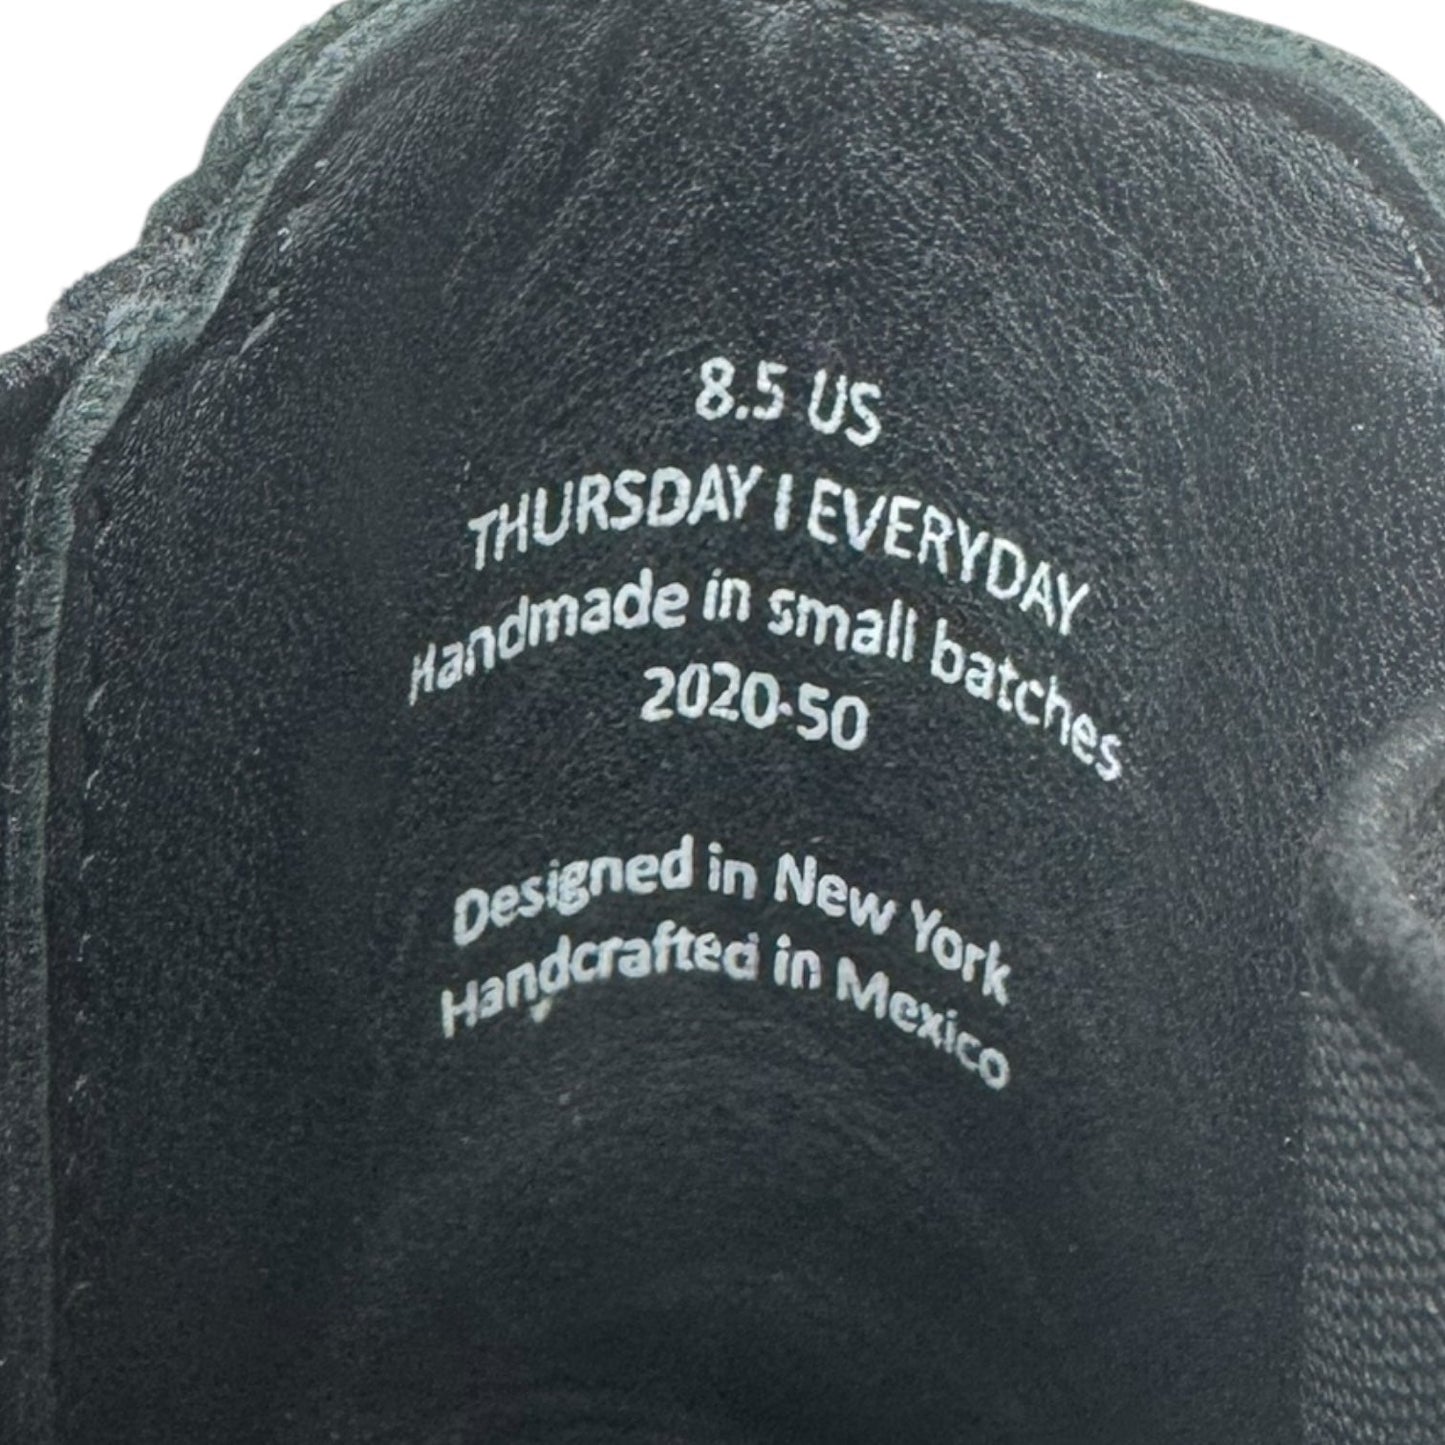 8.5 US
THURSDAY | EVERYDAY
Handmade in small batches
2020-50
Designed in New York
Handcrafted in Mexico